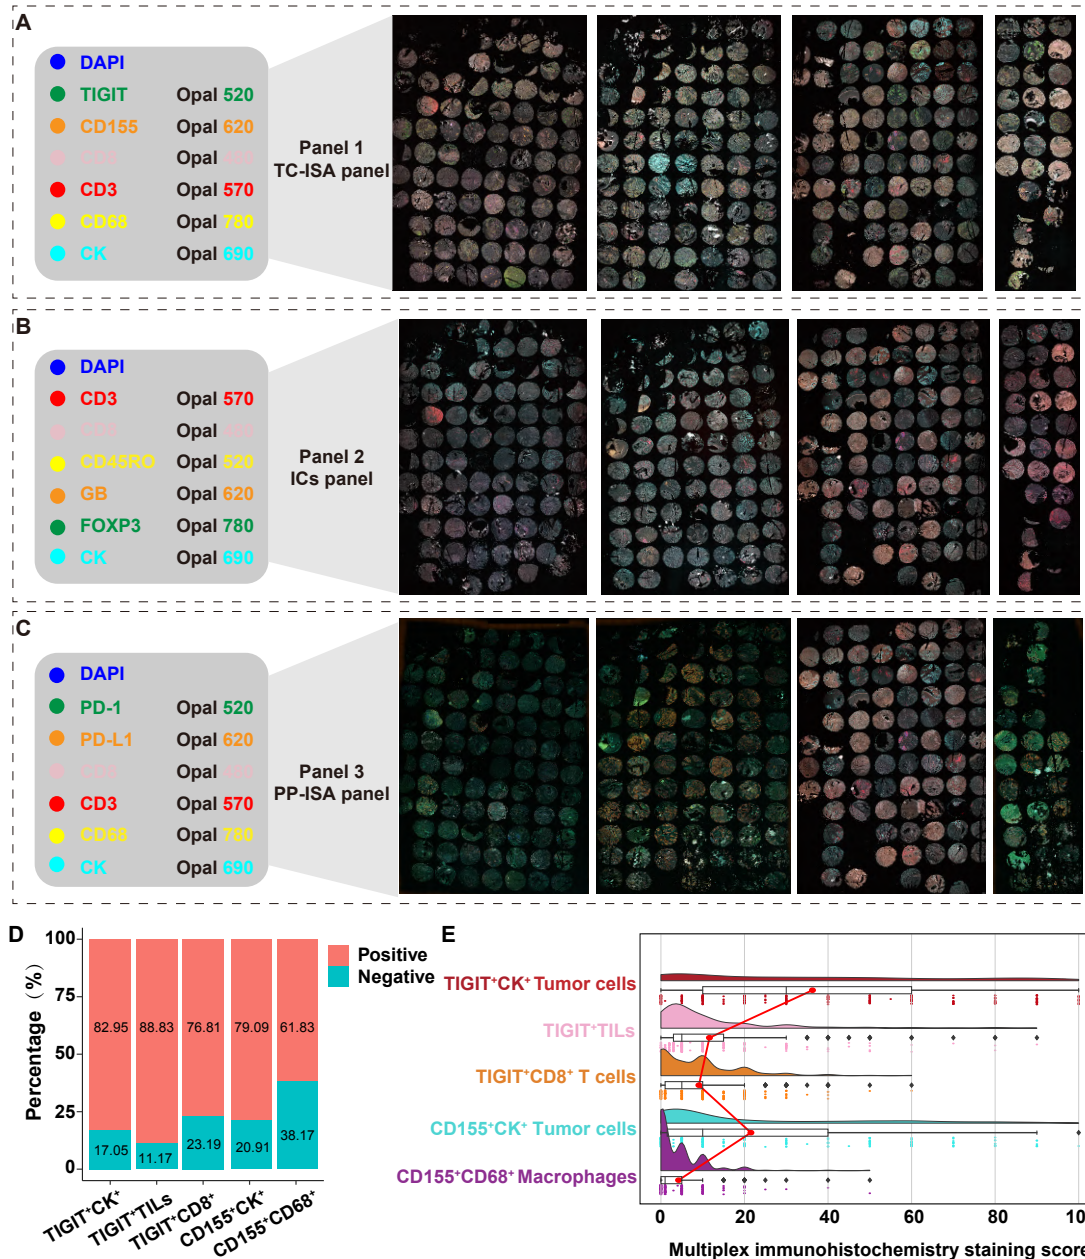 A
DAPI
TIGIT Opal 520
CD155 Opal 620
Opal
CD3 Opal 570
CD68 Opal 780
CK Opal 690
Panel 1
TC-ISA panel
B
DAPI
CD3 Opal 570
Opal
CD45RO Opal 520
GB Opal 620
FOXP3 Opal 780
CK Opal 690
Panel 2
ICs panel
C
DAPI
PD-1 Opal 520
PD-L1 Opal 620
Opal
CD3 Opal 570
CD68 Opal 780
CK Opal 690
Panel 3
PP-ISA panel
D
Percentage (%)
100
75
50
25
0
82.95 88.83 76.81 79.09 61.83
17.05 11.17 23.19 20.91 38.17
TIGIT⁺CK⁺
TIGIT⁺TILs
TIGIT⁺CD8⁺
CD155⁺CK⁺
CD155⁺CD68⁺
Positive
Negative
E
TIGIT⁺CK⁺ Tumor cells
TIGIT⁺TILs
TIGIT⁺CD8⁺ T cells
CD155⁺CK⁺ Tumor cells
CD155⁺CD68⁺ Macrophages
0 20 40 60 80 100
Multiplex immunohistochemistry staining score